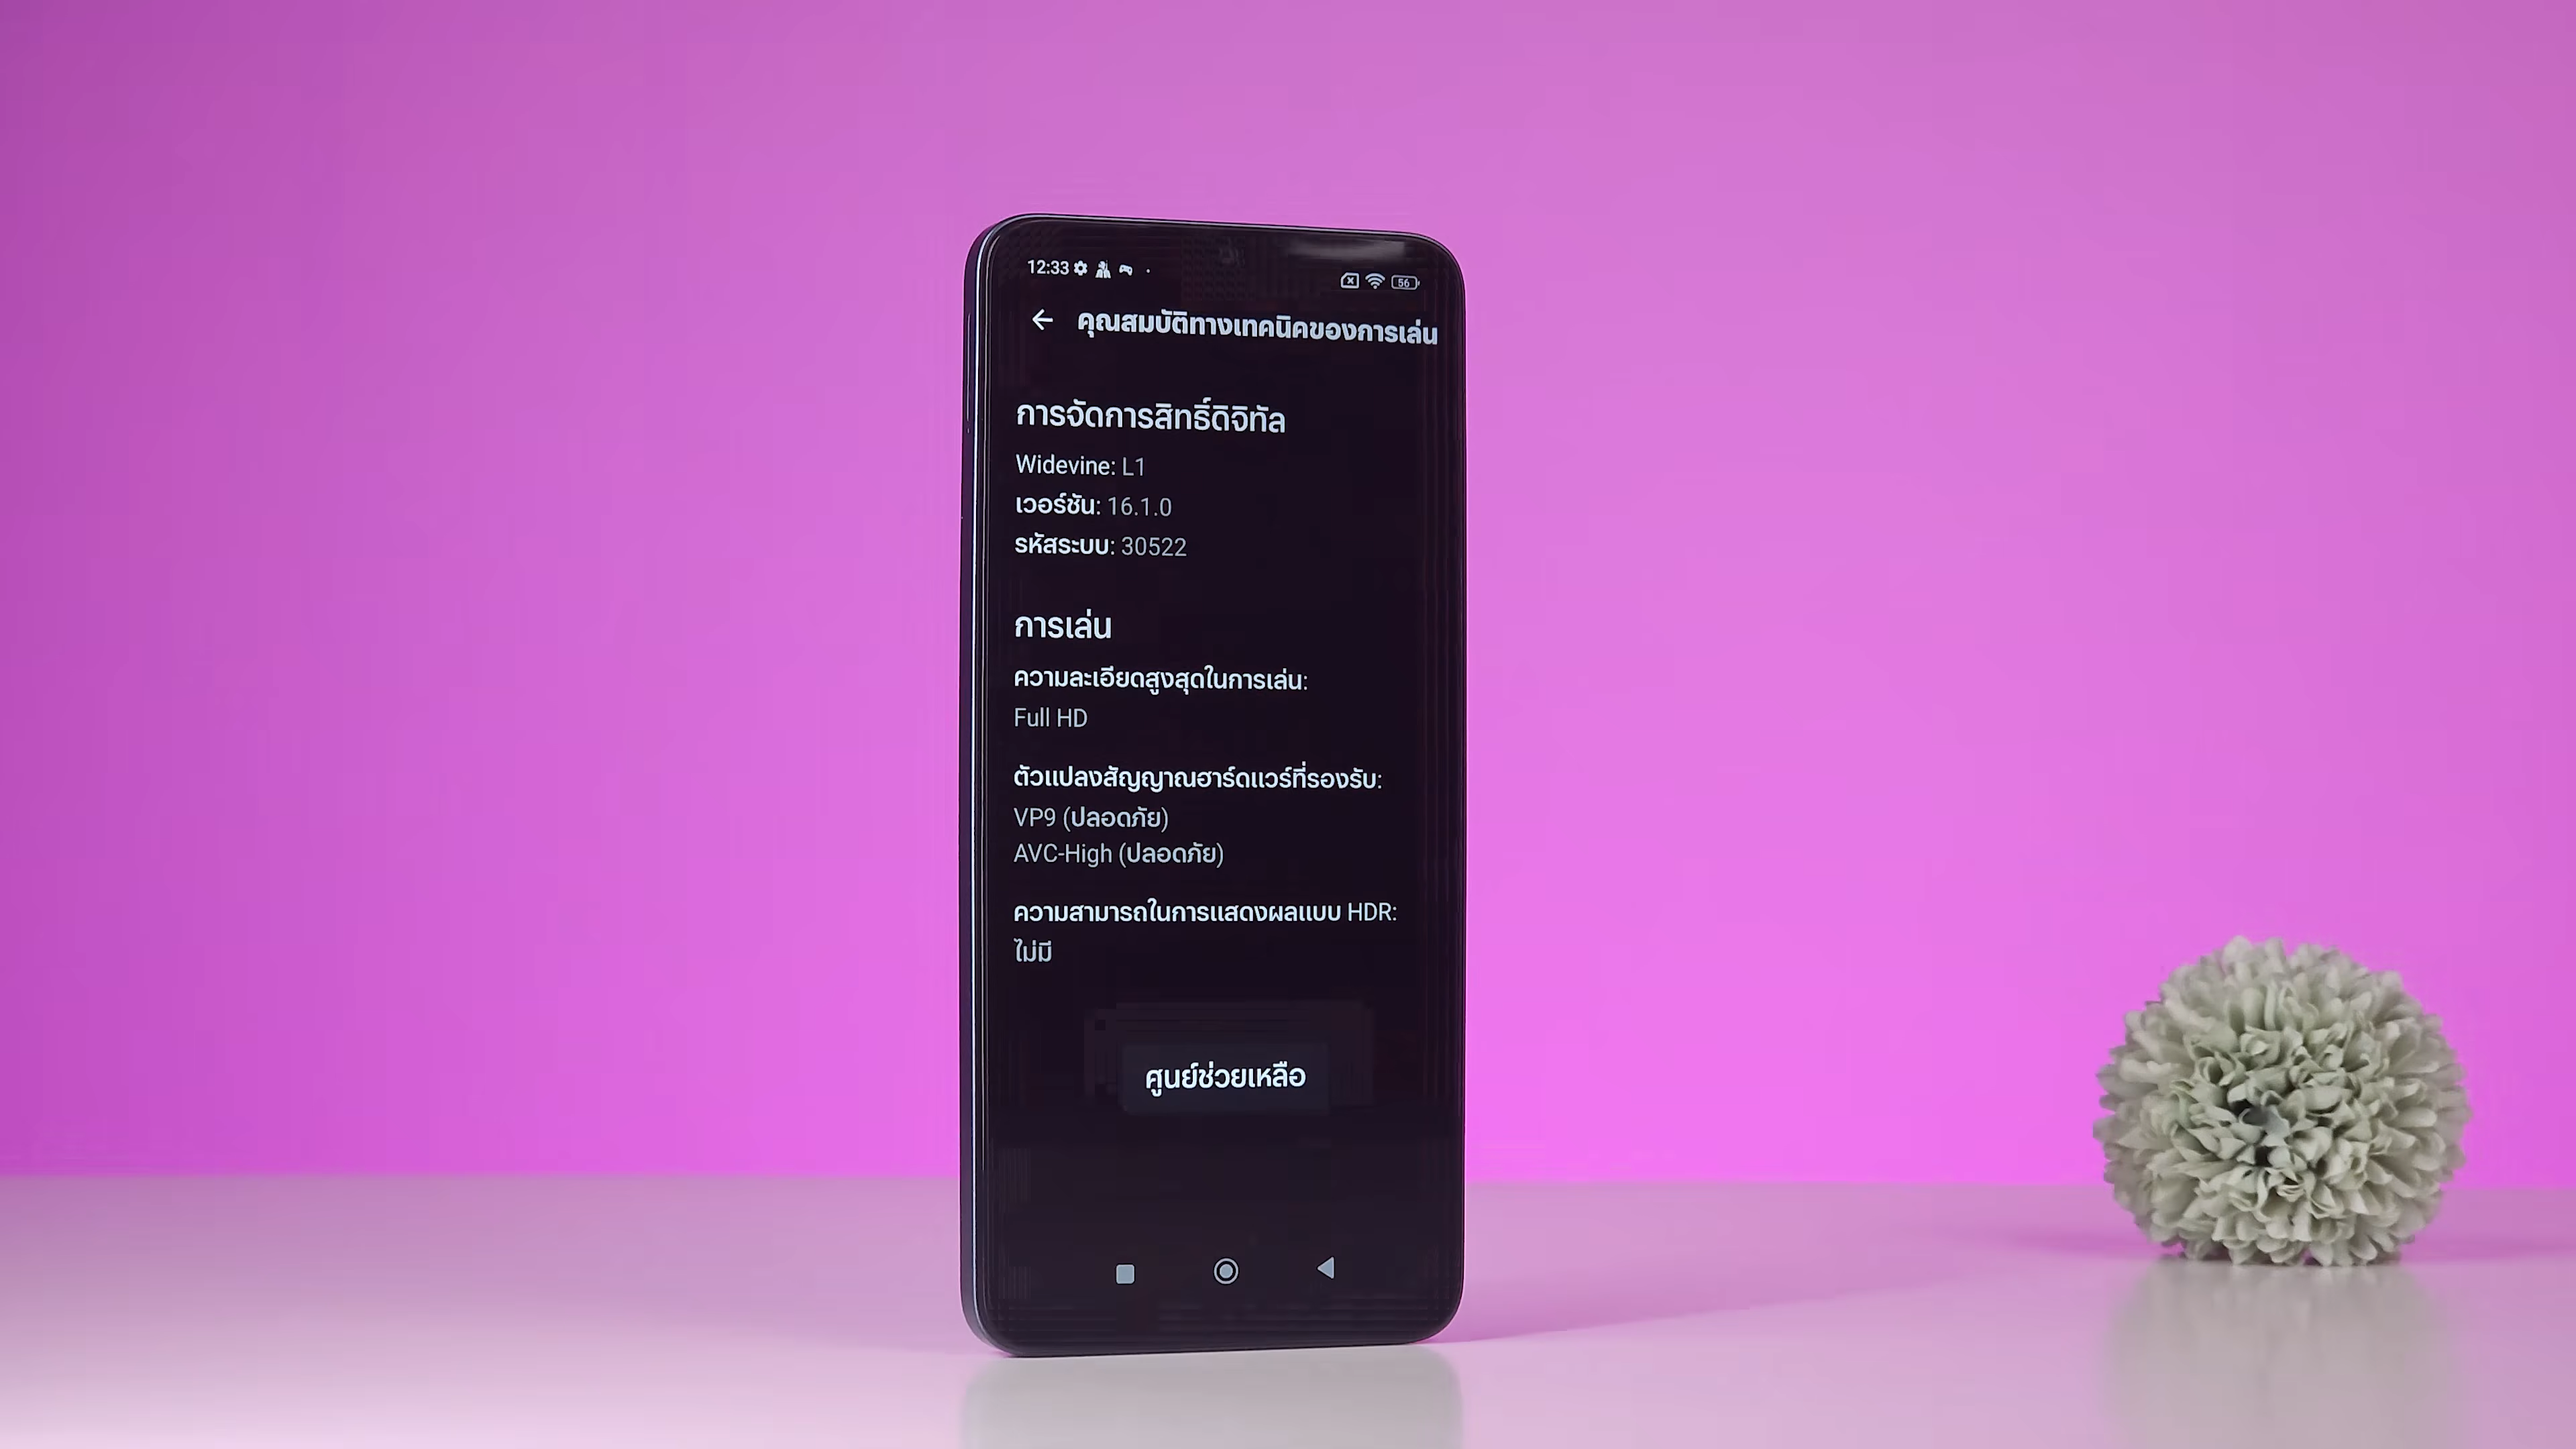 12:33
56
คุณสมบัติทางเทคนิคของการเล่น
การจัดการสิทธิ์ดิจิทัล
Widevine: L1
เวอร์ชัน: 16.1.0
รหัสระบบ: 30522
การเล่น
ความละเอียดสูงสุดในการเล่น:
Full HD
ตัวแปลงสัญญาณฮาร์ดแวร์ที่รองรับ:
VP9 (ปลอดภัย)
AVC-High (ปลอดภัย)
ความสามารถในการแสดงผลแบบ HDR:
ไม่มี
ศูนย์ช่วยเหลือ